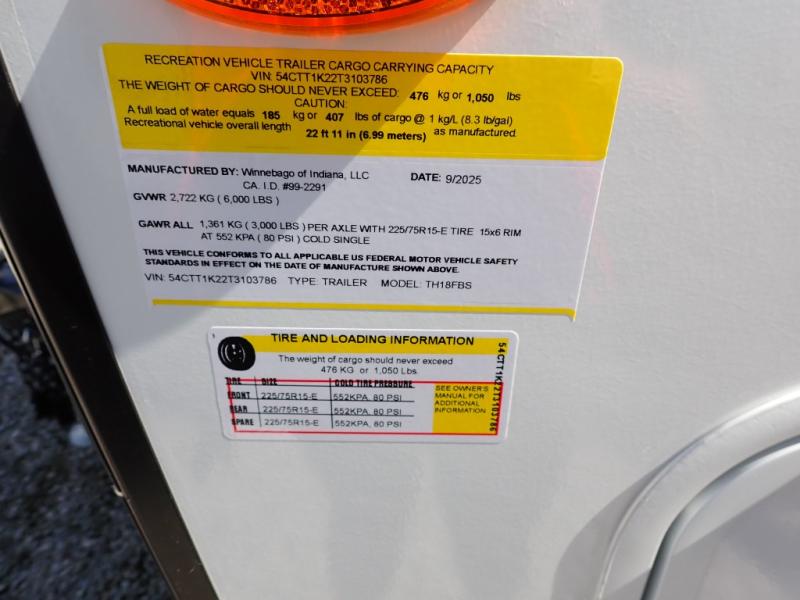 RECREATION VEHICLE TRAILER CARGO CARRYING CAPACITY
VIN: 54CTT1K22T3103786
THE WEIGHT OF CARGO SHOULD NEVER EXCEED: 476 kg or 1,050 lbs
CAUTION:
A full load of water equals 185 kg or 407 lbs of cargo @ 1 kg/L (8.3 lb/gal)
Recreational vehicle overall length 22 ft 11 in (6.99 meters) as manufactured.
MANUFACTURED BY: Winnebago of Indiana, LLC DATE: 9/2025
CA. I.D. #99-2291
GVWR 2,722 KG ( 6,000 LBS )
GAWR ALL 1,361 KG ( 3,000 LBS ) PER AXLE WITH 225/75R15-E TIRE 15x6 RIM
AT 552 KPA ( 80 PSI ) COLD SINGLE
THIS VEHICLE CONFORMS TO ALL APPLICABLE US FEDERAL MOTOR VEHICLE SAFETY
STANDARDS IN EFFECT ON THE DATE OF MANUFACTURE SHOWN ABOVE.
VIN: 54CTT1K22T3103786 TYPE: TRAILER MODEL: TH18FBS
TIRE AND LOADING INFORMATION
The weight of cargo should never exceed
476 KG or 1,050 Lbs
TIRE SIZE COLD TIRE PRESSURE
FRONT 225/75R15-E 552KPA, 80 PSI
REAR 225/75R15-E 552KPA, 80 PSI
SPARE 225/75R15-E 552KPA, 80 PSI
SEE OWNER'S
MANUAL FOR
ADDITIONAL
INFORMATION
54CTT1K22T3103786